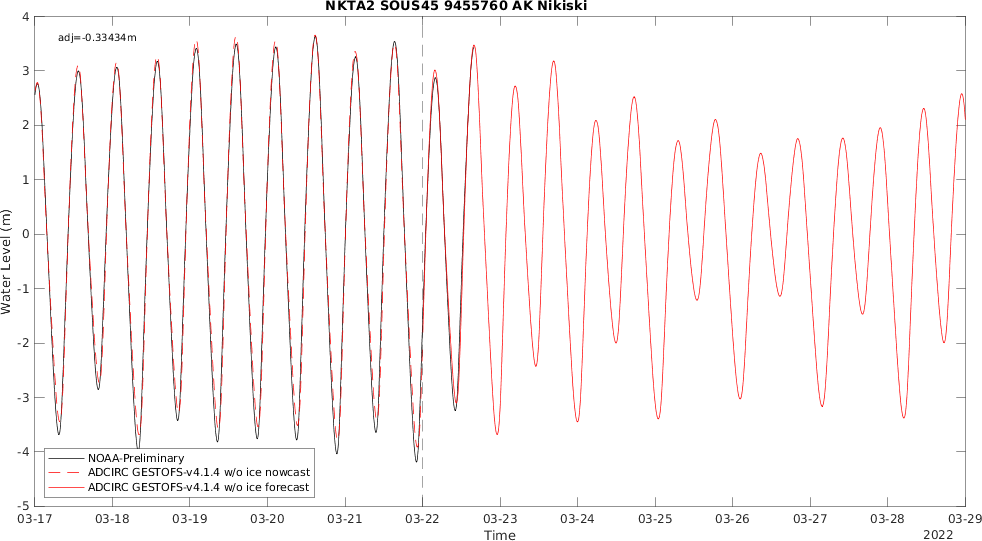 NKTA2 SOUS45 9455760 AK Nikiski
adj=-0.33434m
4
3
2
1
0
-1
-2
-3
-4
-5
Water Level (m)
NOAA-Preliminary
ADCIRC GESTOFS-v4.1.4 w/o ice nowcast
ADCIRC GESTOFS-v4.1.4 w/o ice forecast
03-17 03-18 03-19 03-20 03-21 03-22 03-23 03-24 03-25 03-26 03-27 03-28 03-29
Time
2022